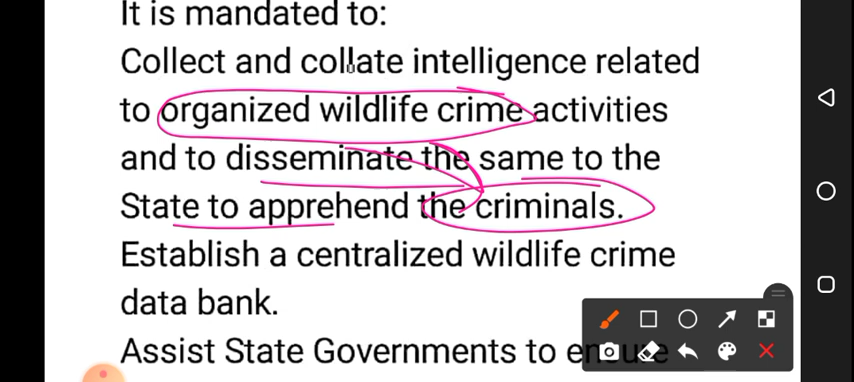 It is mandated to:
Collect and collate intelligence related
to organized wildlife crime activities
and to disseminate the same to the
State to apprehend the criminals.
Establish a centralized wildlife crime
data bank.
Assist State Governments to ensure